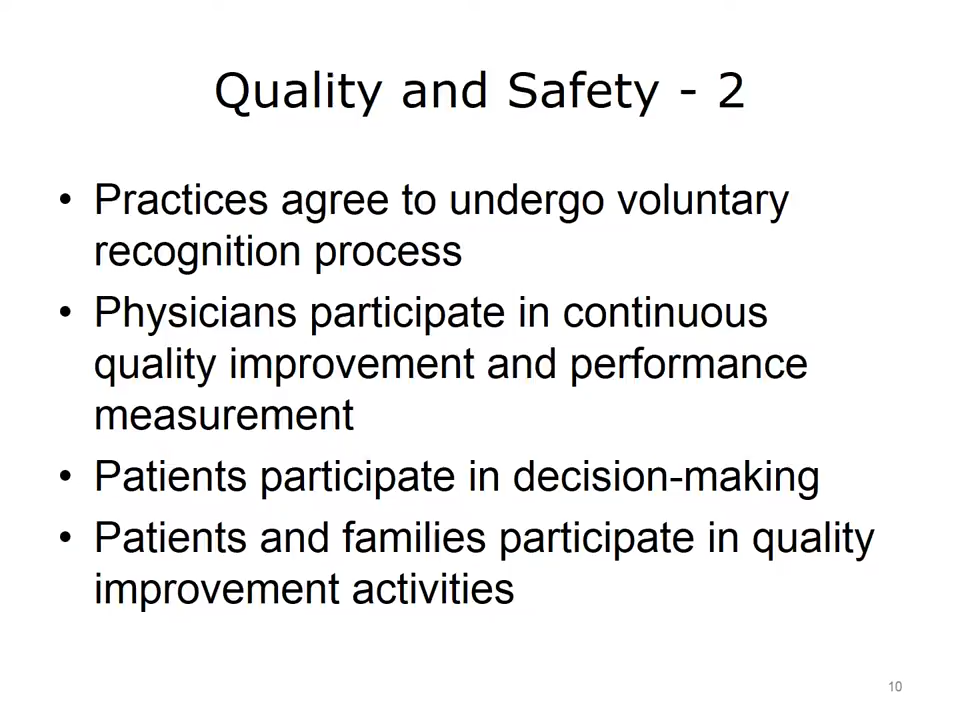 Quality and Safety - 2
• Practices agree to undergo voluntary
recognition process
• Physicians participate in continuous
quality improvement and performance
measurement
• Patients participate in decision-making
• Patients and families participate in quality
improvement activities
10